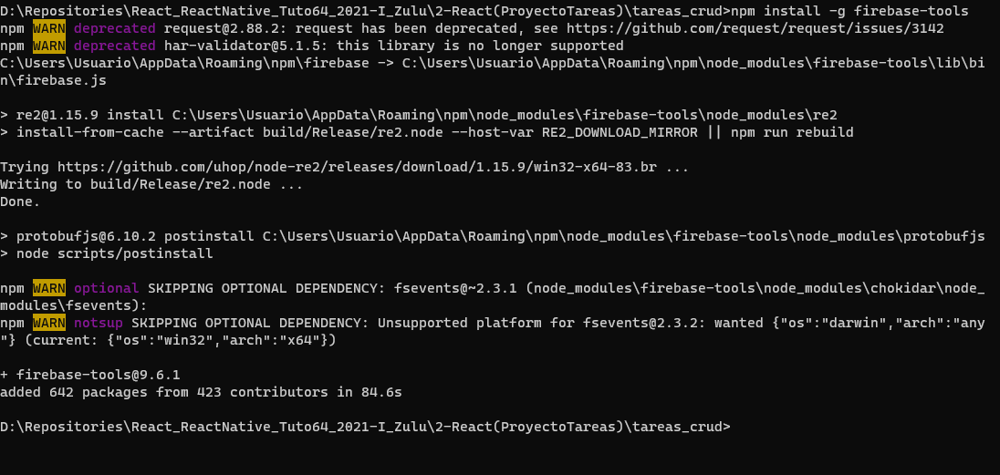 D:\Repositories\React_ReactNative_Tuto64_2021-I_Zulu\2-React(ProyectoTareas)\tareas_crud>npm install -g firebase-tools
npm WARN deprecated request@2.88.2: request has been deprecated, see https://github.com/request/request/issues/3142
npm WARN deprecated har-validator@5.1.5: this library is no longer supported
C:\Users\Usuario\AppData\Roaming\npm\firebase -> C:\Users\Usuario\AppData\Roaming\npm\node_modules\firebase-tools\lib\bi
n\firebase.js
> re2@1.15.9 install C:\Users\Usuario\AppData\Roaming\npm\node_modules\firebase-tools\node_modules\re2
> install-from-cache --artifact build/Release/re2.node --host-var RE2_DOWNLOAD_MIRROR || npm run rebuild
Trying https://github.com/uhop/node-re2/releases/download/1.15.9/win32-x64-83.br ...
Writing to build/Release/re2.node ...
Done.
> protobufjs@6.10.2 postinstall C:\Users\Usuario\AppData\Roaming\npm\node_modules\firebase-tools\node_modules\protobufjs
> node scripts/postinstall
npm WARN optional SKIPPING OPTIONAL DEPENDENCY: fsevents@~2.3.1 (node_modules\firebase-tools\node_modules\chokidar\node_
modules\fsevents):
npm WARN notsup SKIPPING OPTIONAL DEPENDENCY: Unsupported platform for fsevents@2.3.2: wanted {"os":"darwin","arch":"any
"} (current: {"os":"win32","arch":"x64"})
+ firebase-tools@9.6.1
added 642 packages from 423 contributors in 84.6s
D:\Repositories\React_ReactNative_Tuto64_2021-I_Zulu\2-React(ProyectoTareas)\tareas_crud>